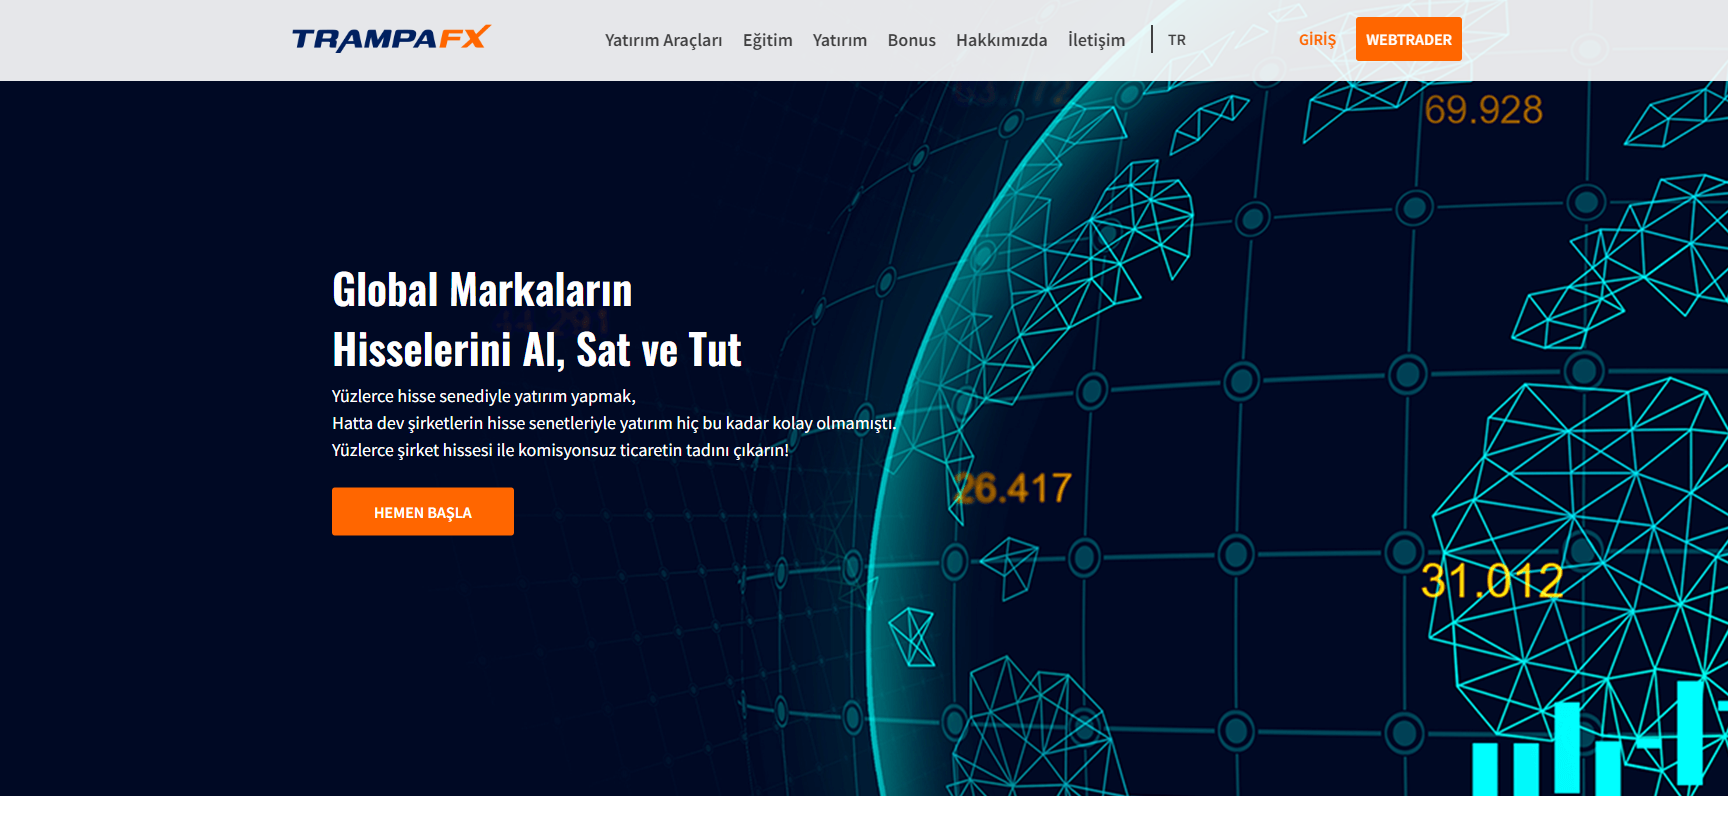 TRAMPAFX
Yatırım Araçları Eğitim Yatırım Bonus Hakkımızda İletişim TR GİRİŞ WEBTRADER
69.928
Global Markaların
Hisselerini Al, Sat ve Tut
Yüzlerce hisse senediyle yatırım yapmak,
Hatta dev şirketlerin hisse senetleriyle yatırım hiç bu kadar kolay olmamıştı.
Yüzlerce şirket hissesi ile komisyonsuz ticaretin tadını çıkarın!
26.417
HEMEN BAŞLA
31.012